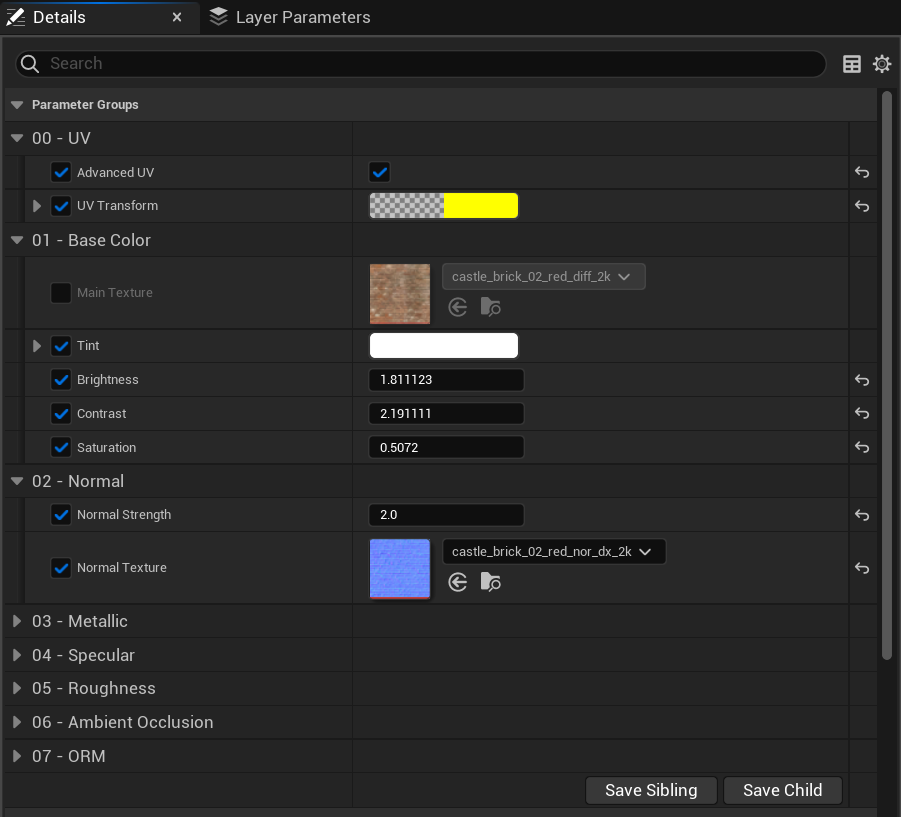 Details
Layer Parameters
Search
Parameter Groups
00 - UV
Advanced UV
UV Transform
01 - Base Color
Main Texture
castle_brick_02_red_diff_2k
Tint
Brightness
1.811123
Contrast
2.191111
Saturation
0.5072
02 - Normal
Normal Strength
2.0
Normal Texture
castle_brick_02_red_nor_dx_2k
03 - Metallic
04 - Specular
05 - Roughness
06 - Ambient Occlusion
07 - ORM
Save Sibling
Save Child